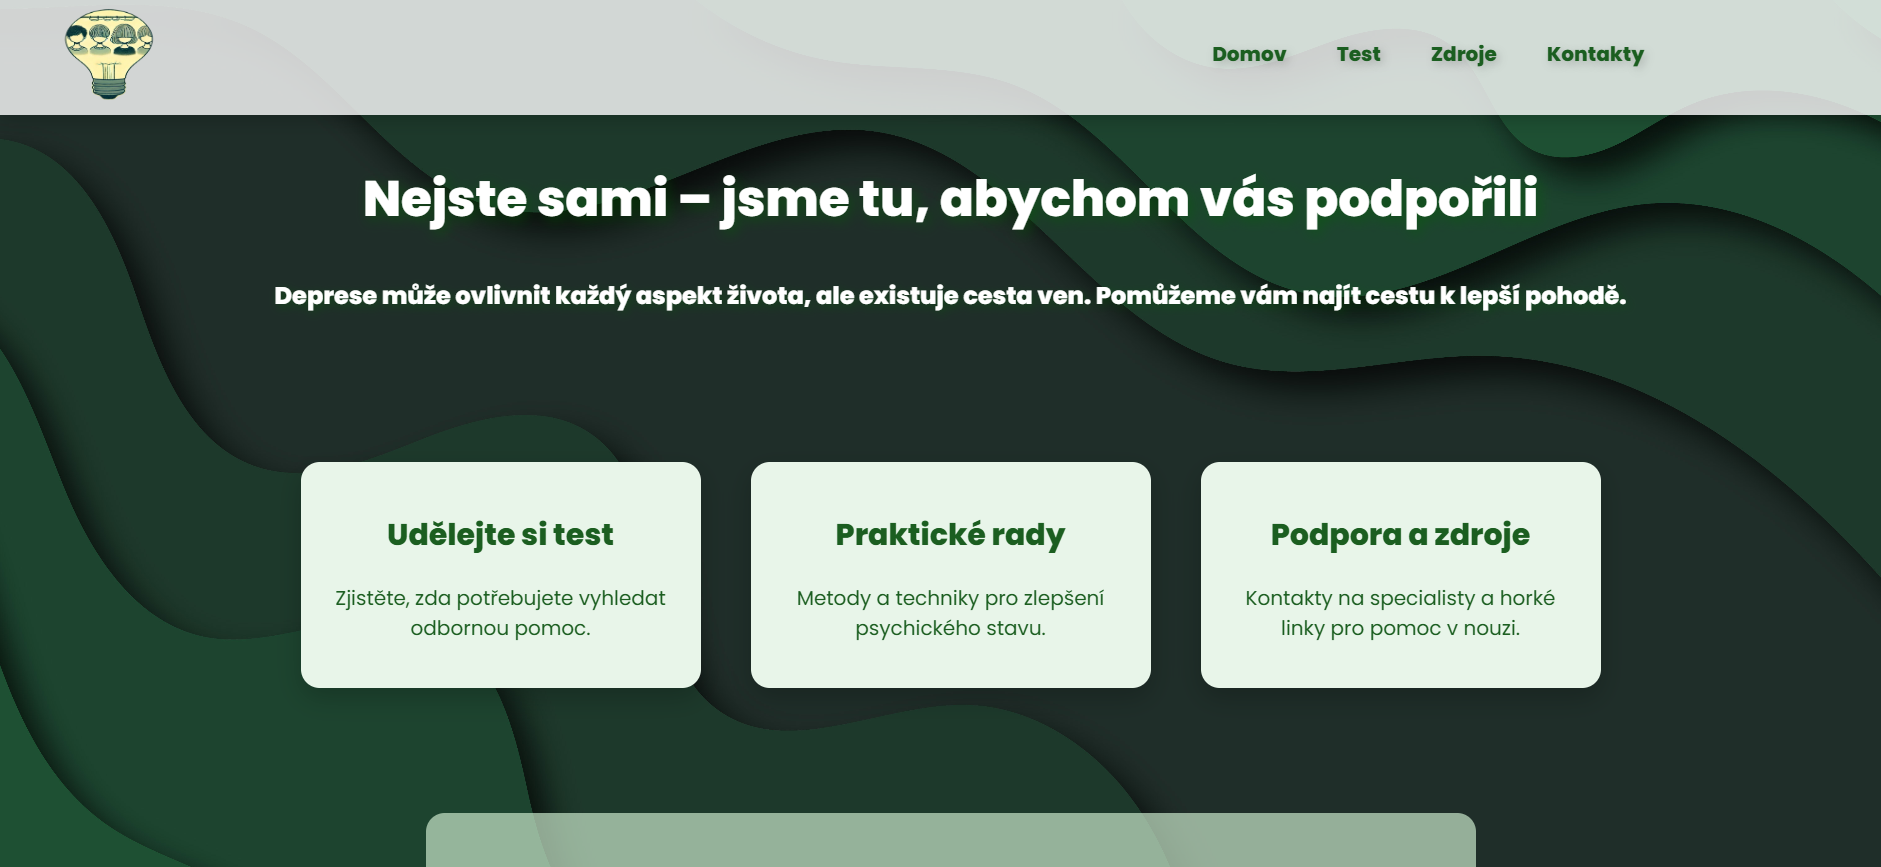 Domov Test Zdroje Kontakty
Nejste sami – jsme tu, abychom vás podpořili
Deprese může ovlivnit každý aspekt života, ale existuje cesta ven. Pomůžeme vám najít cestu k lepší pohodě.
Udělejte si test
Zjistěte, zda potřebujete vyhledat
odbornou pomoc.
Praktické rady
Metody a techniky pro zlepšení
psychického stavu.
Podpora a zdroje
Kontakty na specialisty a horké
linky pro pomoc v nouzi.